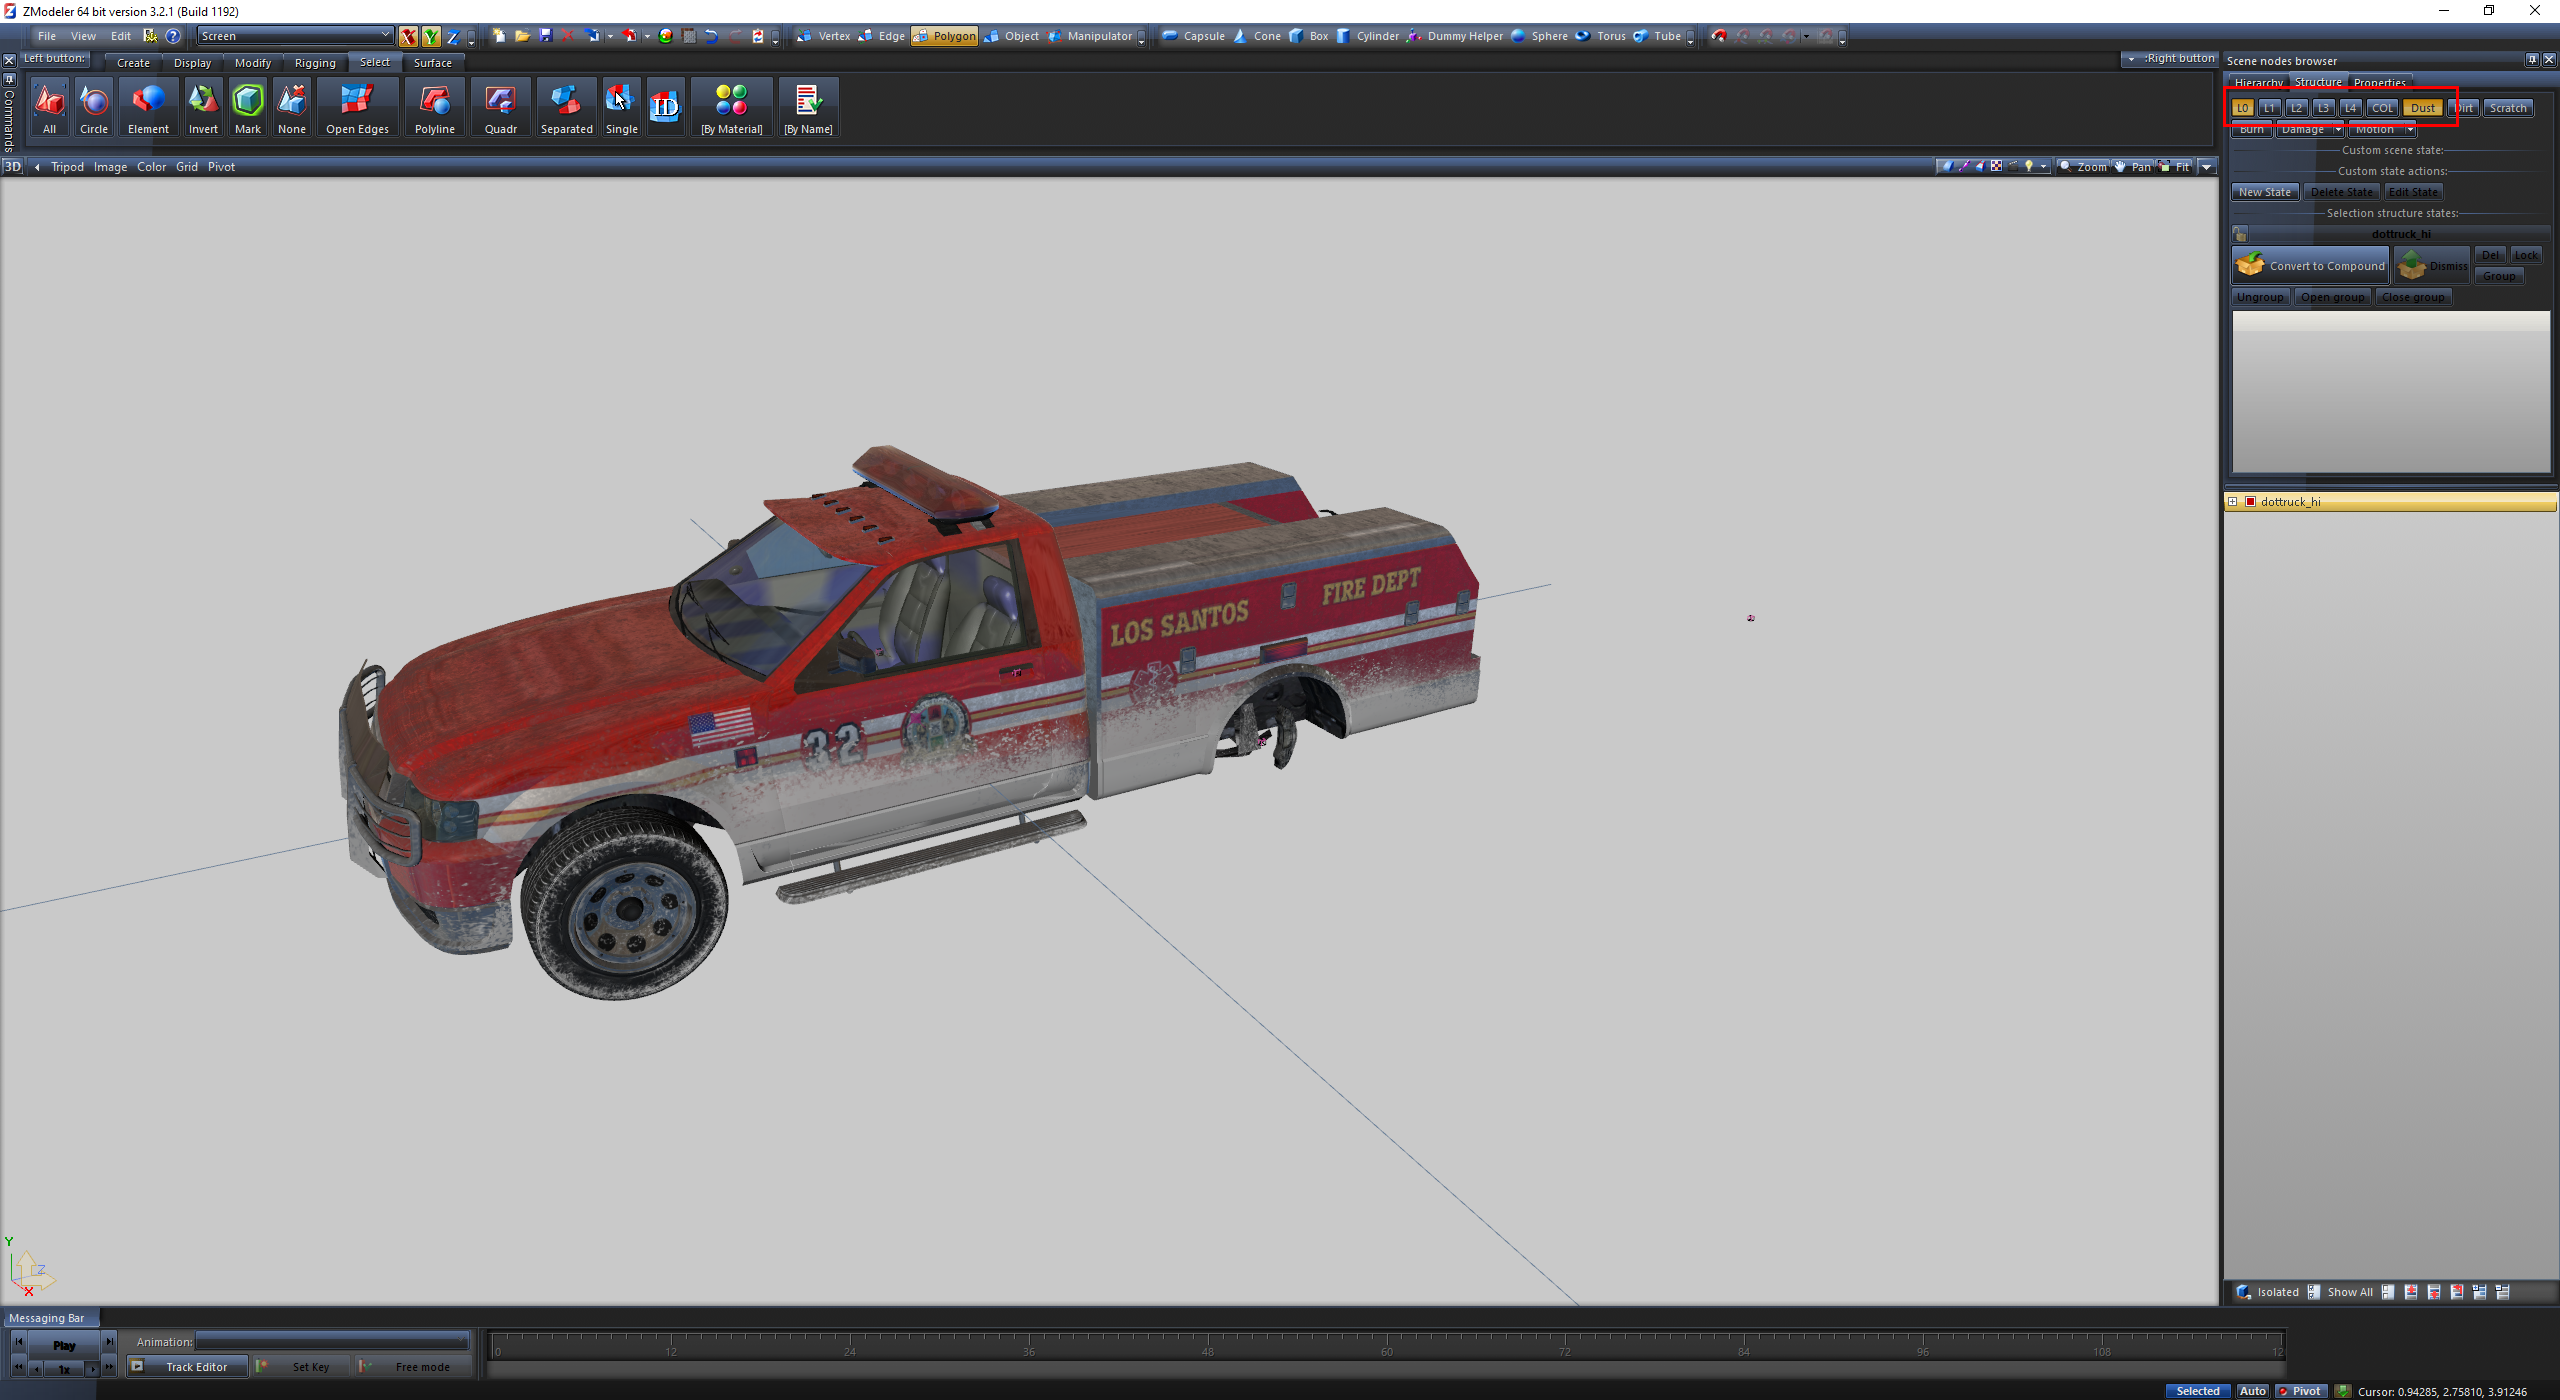 ZModeler 64 bit version 3.2.1 (Build 1192)
File View Edit Screen X Y Z Vertex Edge Polygon Object Manipulator Capsule Cone Box Cylinder Dummy Helper Sphere Torus Tube
Commands
Left button:
Create Display Modify Rigging Select Surface
:Right button
All Circle Element Invert Mark None Open Edges Polyline Quadr Separated Single ID [By Material] [By Name]
3D Tripod Image Color Grid Pivot Zoom Pan Fit
Scene nodes browser
Hierarchy Structure Properties
L0 L1 L2 L3 L4 COL Dust Dirt Scratch
Burn Damage Motion
Custom scene state:
Custom state actions:
New State Delete State Edit State
Selection structure states:
dottruck_hi
Convert to Compound Dismiss Del Lock
Group
Ungroup Open group Close group
dottruck_hi
LOS SANTOS FIRE DEPT
32
Y
Z
X
Isolated Show All
Messaging Bar
Play Animation:
1x Track Editor Set Key Free mode
0 12 24 36 48 60 72 84 96 108 12
Selected Auto Pivot Cursor: 0.94285, 2.75810, 3.91246